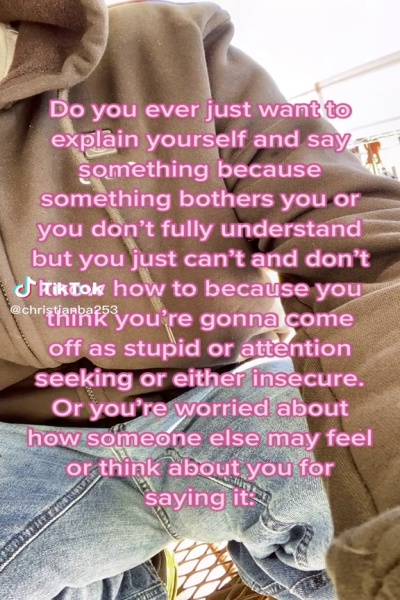 Do you ever just want to
explain yourself and say
something because
something bothers you or
you don't fully understand
but you just can't and don't
TikTok how to because you
@christianba253
think you're gonna come
off as stupid or attention
seeking or either insecure.
Or you're worried about
how someone else may feel
or think about you for
saying it: